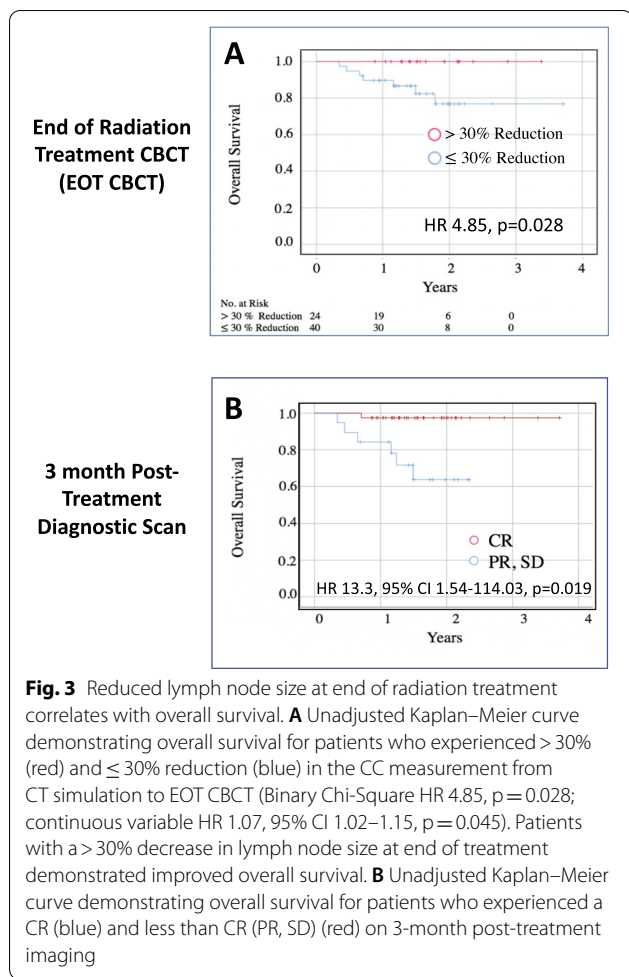 End of Radiation
Treatment CBCT
(EOT CBCT)
A
Overall Survival
1.0
0.8
0.6
0.4
0.2
0.0
> 30% Reduction
≤ 30% Reduction
HR 4.85, p=0.028
0 1 2 3 4
Years
No. at Risk
> 30 % Reduction 24 19 6 0
≤ 30 % Reduction 40 30 8 0
3 month Post-
Treatment
Diagnostic Scan
B
Overall Survival
1.0
0.8
0.6
0.4
0.2
0.0
CR
PR, SD
HR 13.3, 95% CI 1.54-114.03, p=0.019
0 1 2 3 4
Years
Fig. 3 Reduced lymph node size at end of radiation treatment
correlates with overall survival. A Unadjusted Kaplan–Meier curve
demonstrating overall survival for patients who experienced > 30%
(red) and ≤ 30% reduction (blue) in the CC measurement from
CT simulation to EOT CBCT (Binary Chi-Square HR 4.85, p = 0.028;
continuous variable HR 1.07, 95% CI 1.02–1.15, p = 0.045). Patients
with a > 30% decrease in lymph node size at end of treatment
demonstrated improved overall survival. B Unadjusted Kaplan–Meier
curve demonstrating overall survival for patients who experienced a
CR (blue) and less than CR (PR, SD) (red) on 3-month post-treatment
imaging